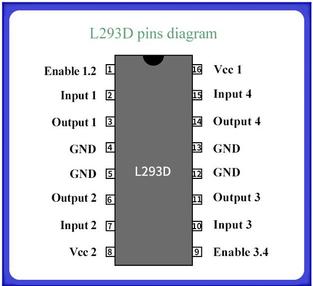 L293D pins diagram
Enable 1.2 1 16 Vcc 1
Input 1 2 15 Input 4
Output 1 3 14 Output 4
GND 4 13 GND
L293D
GND 5 12 GND
Output 2 6 11 Output 3
Input 2 7 10 Input 3
Vcc 2 8 9 Enable 3.4